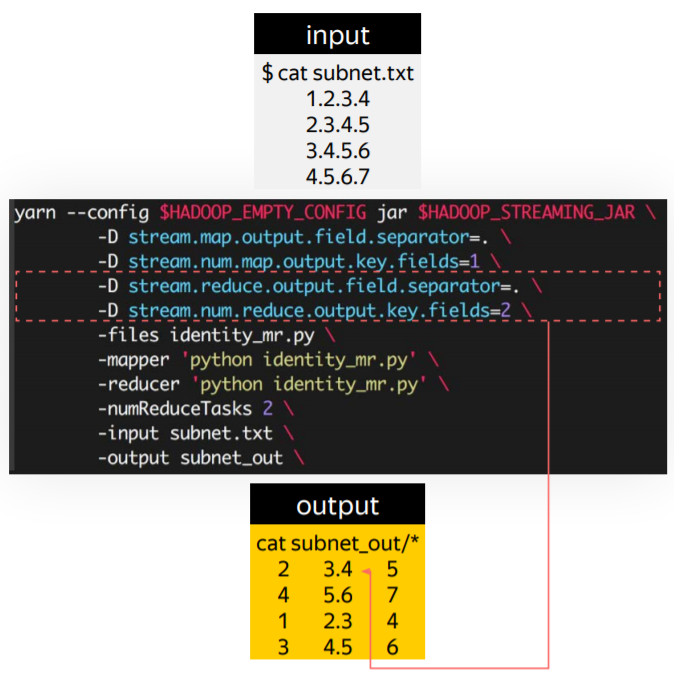 input
$ cat subnet.txt
1.2.3.4
2.3.4.5
3.4.5.6
4.5.6.7
yarn --config $HADOOP_EMPTY_CONFIG jar $HADOOP_STREAMING_JAR \
-D stream.map.output.field.separator=. \
-D stream.num.map.output.key.fields=1 \
-D stream.reduce.output.field.separator=. \
-D stream.num.reduce.output.key.fields=2 \
-files identity_mr.py \
-mapper 'python identity_mr.py' \
-reducer 'python identity_mr.py' \
-numReduceTasks 2 \
-input subnet.txt \
-output subnet_out \
output
cat subnet_out/*
2 3.4 5
4 5.6 7
1 2.3 4
3 4.5 6